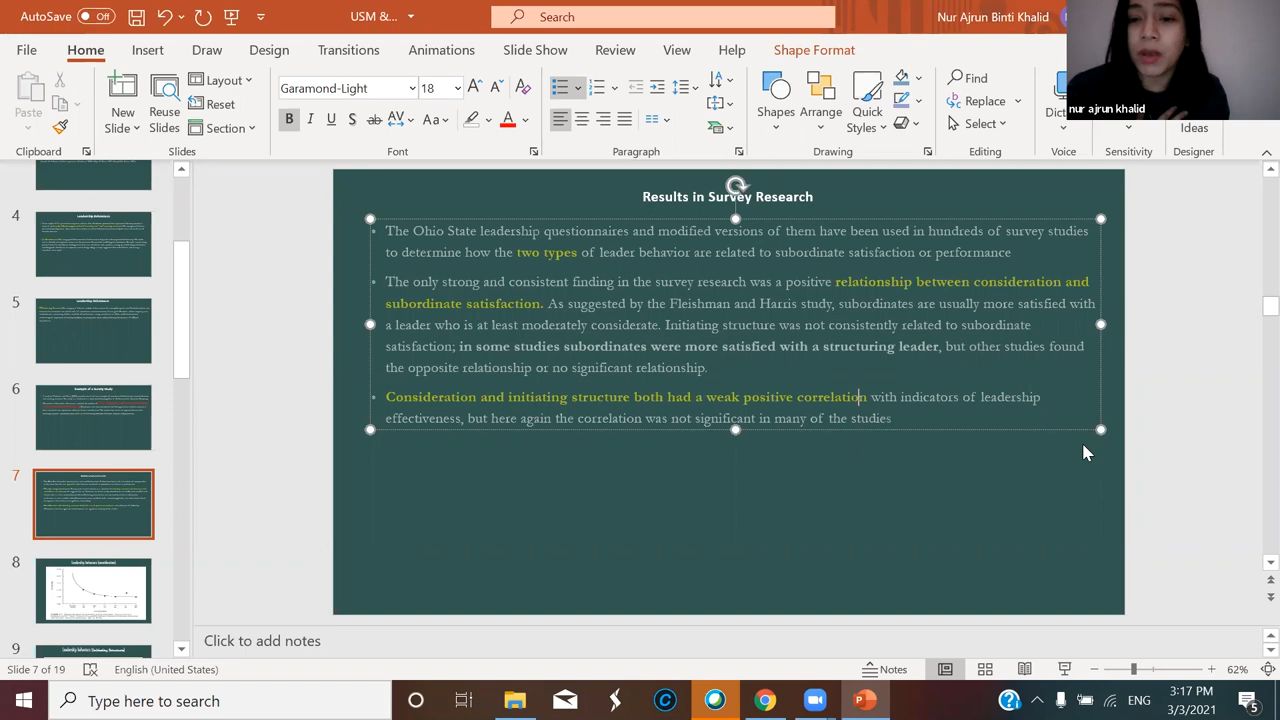 AutoSave Off
USM &...
Search
Nur Ajrun Binti Khalid
File Home Insert Draw Design Transitions Animations Slide Show Review View Help Shape Format
nur ajrun khalid
Paste
New Slide
Reuse Slides
Layout
Reset
Section
Garamond-Light 18
Shapes Arrange Quick Styles
Find
Replace
Select
Ideas
Clipboard Slides Font Paragraph Drawing Editing Voice Sensitivity Designer
4
5
6
7
8
9
Results in Survey Research
The Ohio State leadership questionnaires and modified versions of them have been used in hundreds of survey studies
to determine how the two types of leader behavior are related to subordinate satisfaction or performance
• The only strong and consistent finding in the survey research was a positive relationship between consideration and
subordinate satisfaction. As suggested by the Fleishman and Harris study, subordinates are usually more satisfied with
a leader who is at least moderately considerate. Initiating structure was not consistently related to subordinate
satisfaction; in some studies subordinates were more satisfied with a structuring leader, but other studies found
the opposite relationship or no significant relationship.
Consideration and initiating structure both had a weak positive correlation with indicators of leadership
effectiveness, but here again the correlation was not significant in many of the studies
Click to add notes
Slide 7 of 19 English (United States) Notes 62%
Type here to search
ENG
3:17 PM
3/3/2021
5